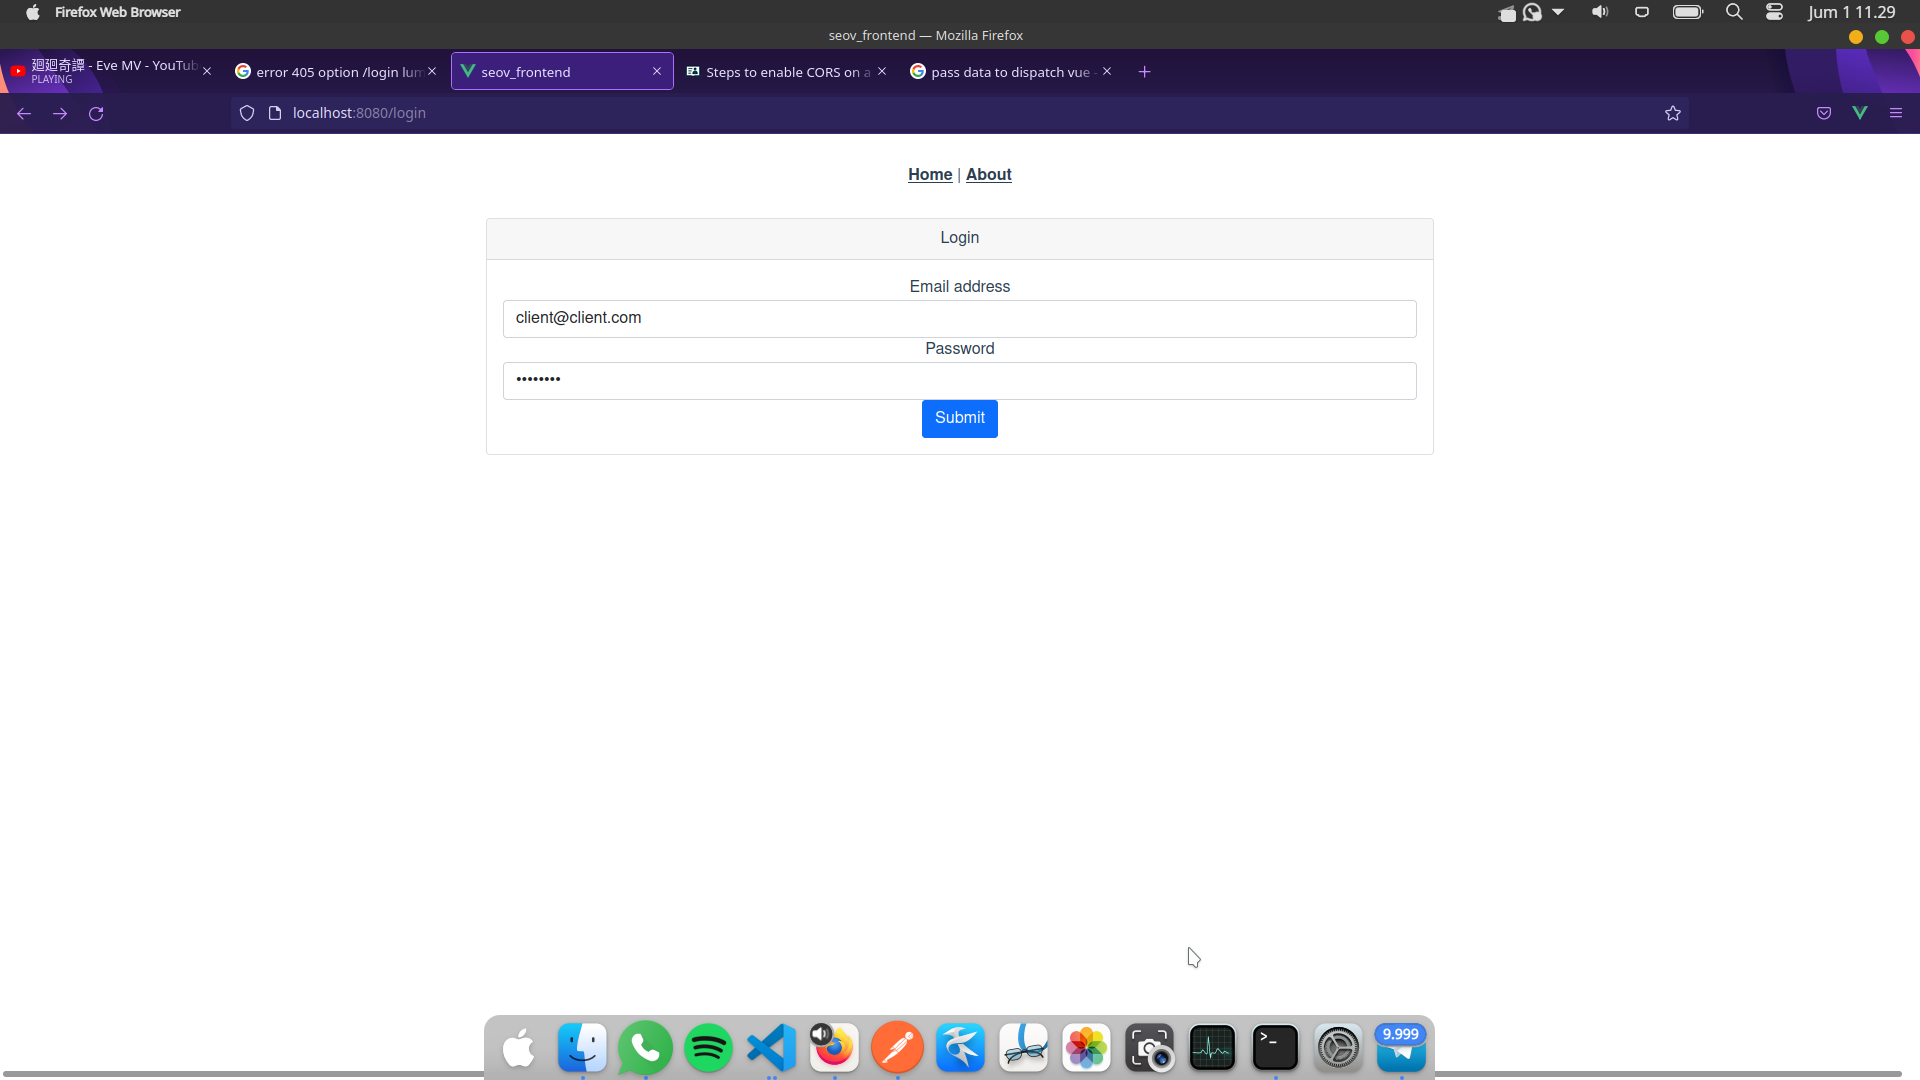 Firefox Web Browser
Jum 1 11.29
seov_frontend — Mozilla Firefox
廻廻奇譚 - Eve MV - YouTub
PLAYING
error 405 option /login lum
seov_frontend
Steps to enable CORS on a
pass data to dispatch vue -
localhost:8080/login
Home | About
Login
Email address
client@client.com
Password
••••••••
Submit
>_
9.999